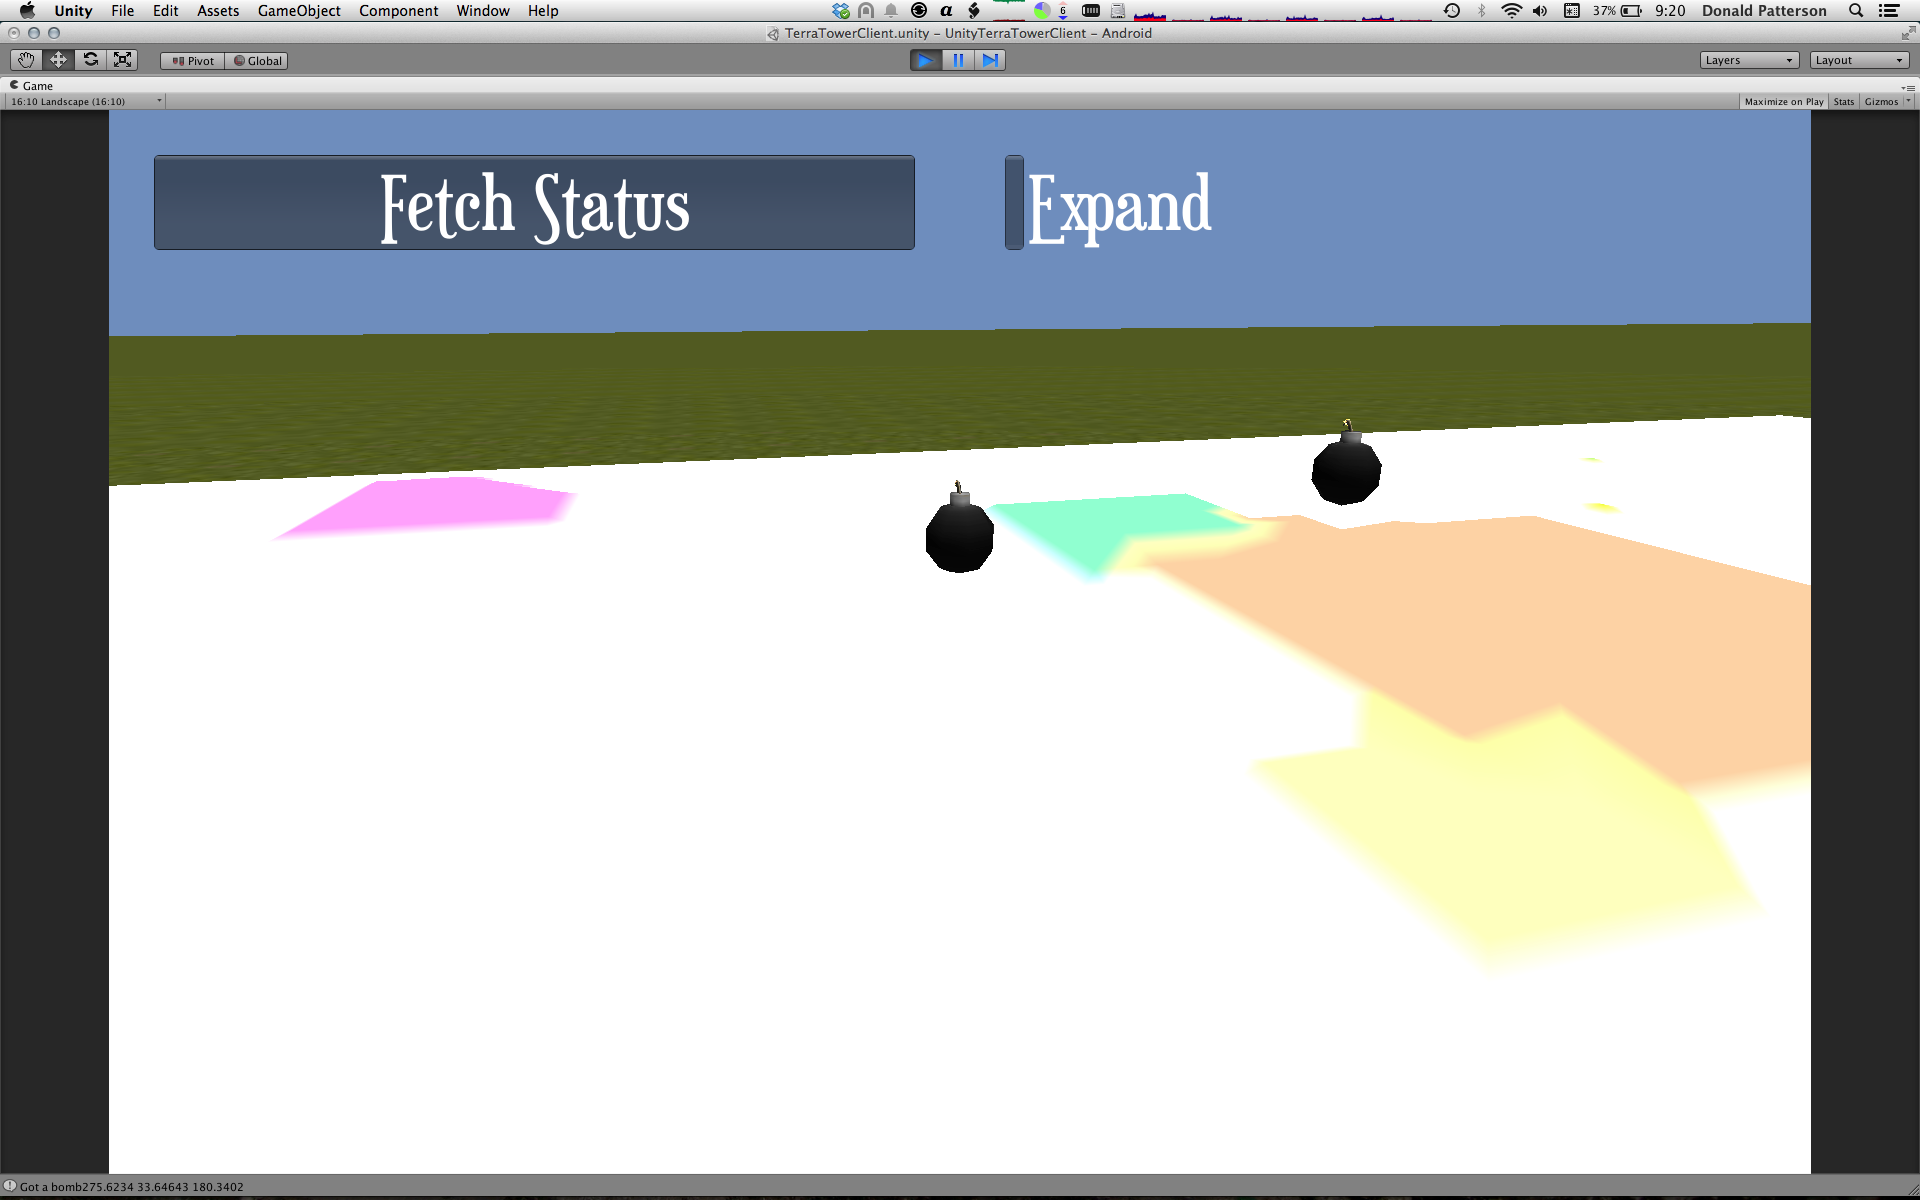 Unity File Edit Assets GameObject Component Window Help 6 37% 9:20 Donald Patterson
TerraTowerClient.unity – UnityTerraTowerClient – Android
Pivot Global Layers Layout
Game
16:10 Landscape (16:10) Maximize on Play Stats Gizmos
Fetch Status Expand
Got a bomb275.6234 33.64643 180.3402